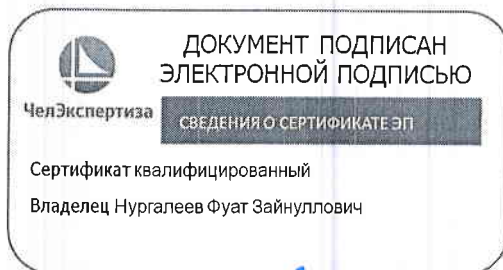 ДОКУМЕНТ ПОДПИСАН
ЭЛЕКТРОННОЙ ПОДПИСЬЮ
ЧелЭкспертиза
СВЕДЕНИЯ О СЕРТИФИКАТЕ ЭП
Сертификат квалифицированный
Владелец Нургалеев Фуат Зайнуллович